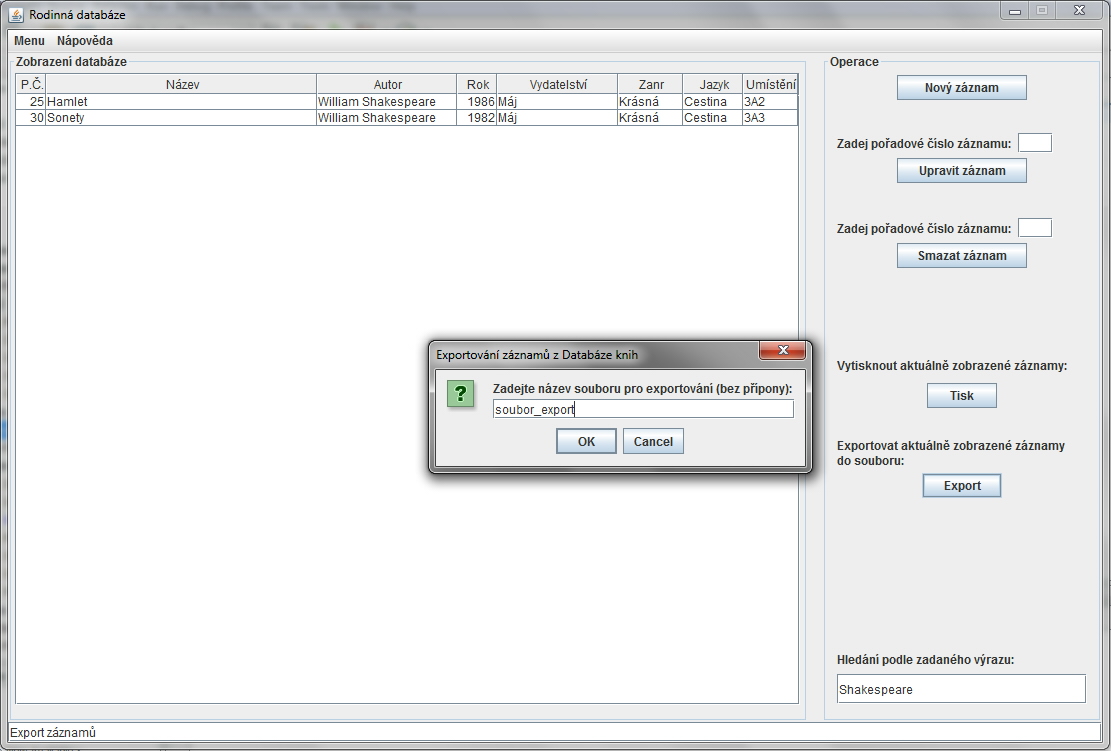 Rodinná databáze
Menu Nápověda
Zobrazení databáze
P.Č. Název Autor Rok Vydatelství Zanr Jazyk Umístění
25 Hamlet William Shakespeare 1986 Máj Krásná Cestina 3A2
30 Sonety William Shakespeare 1982 Máj Krásná Cestina 3A3
Operace
Nový záznam
Zadej pořadové číslo záznamu:
Upravit záznam
Zadej pořadové číslo záznamu:
Smazat záznam
Vytisknout aktuálně zobrazené záznamy:
Tisk
Exportovat aktuálně zobrazené záznamy
do souboru:
Export
Hledání podle zadaného výrazu:
Shakespeare
Exportování záznamů z Databáze knih
Zadejte název souboru pro exportování (bez přípony):
soubor_export
OK Cancel
Export záznamů